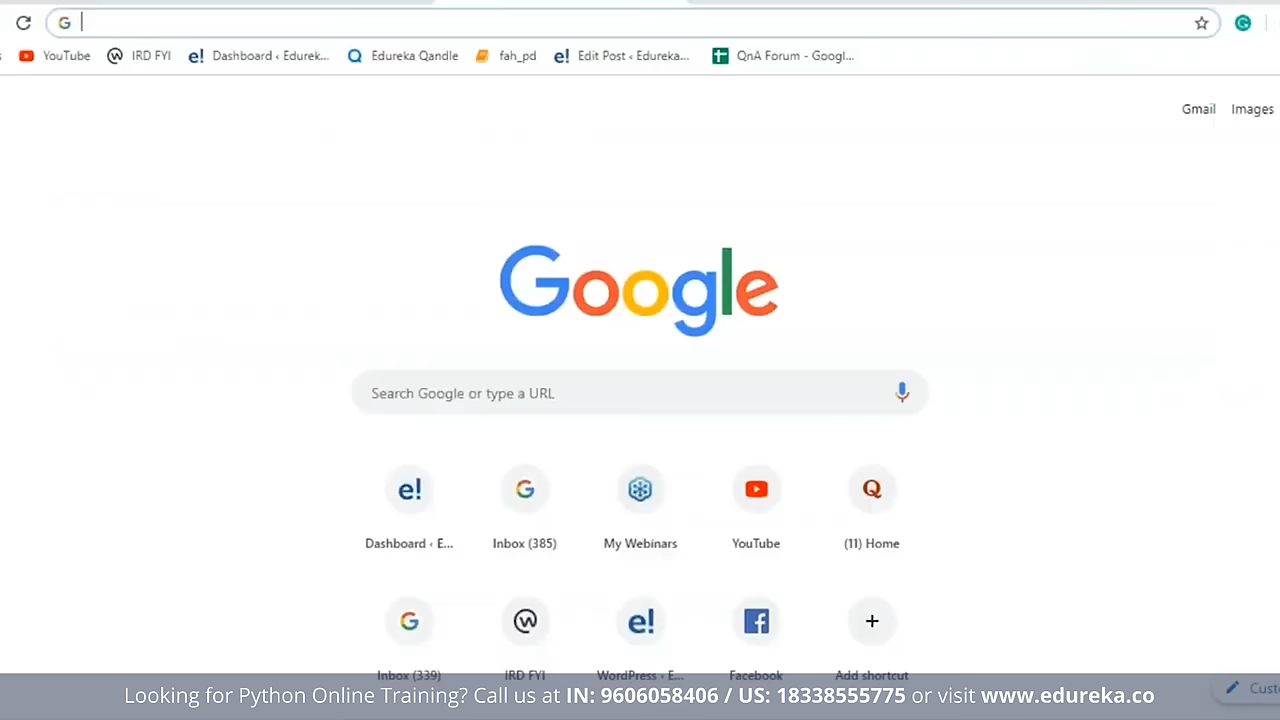 YouTube IRD FYI Dashboard ‹ Edurek... Edureka Qandle fah_pd Edit Post ‹ Edureka... QnA Forum - Googl...
Gmail Images
Google
Search Google or type a URL
Dashboard ‹ E... Inbox (385) My Webinars YouTube (11) Home
Inbox (339) IRD FYI WordPress › E... Facebook Add shortcut
Looking for Python Online Training? Call us at IN: 9606058406 / US: 18338555775 or visit www.edureka.co